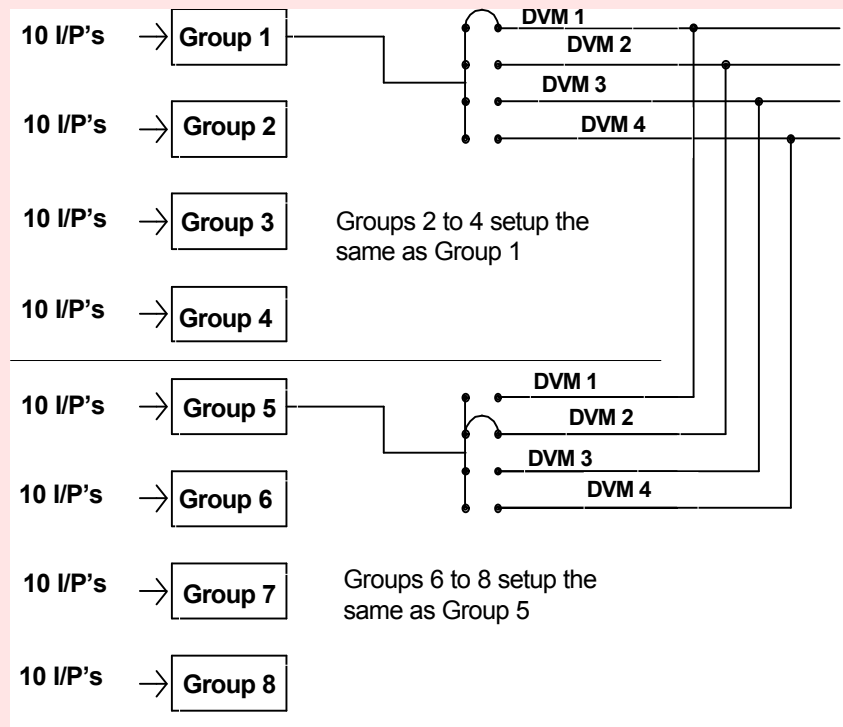 DVM 1
10 I/P's
Group 1
DVM 2
DVM 3
10 I/P's
Group 2
DVM 4
10 I/P's
Group 3
Groups 2 to 4 setup the
same as Group 1
10 I/P's
Group 4
10 I/P's
Group 5
DVM 1
DVM 2
DVM 3
10 I/P's
Group 6
DVM 4
10 I/P's
Group 7
Groups 6 to 8 setup the
same as Group 5
10 I/P's
Group 8